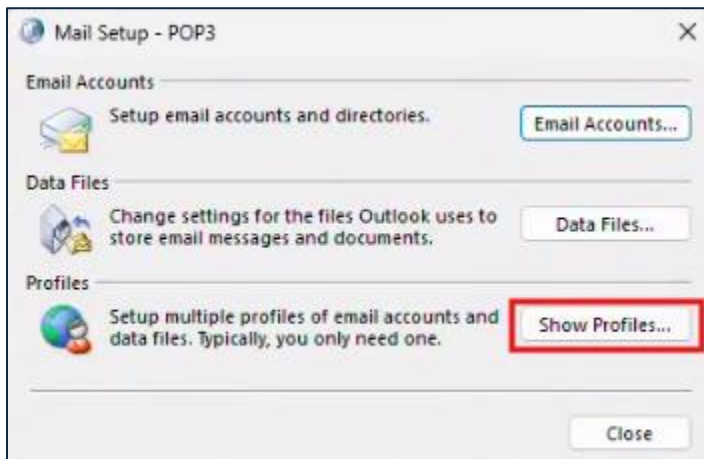 Mail Setup - POP3
Email Accounts
Setup email accounts and directories.
Email Accounts...
Data Files
Change settings for the files Outlook uses to
store email messages and documents.
Data Files...
Profiles
Setup multiple profiles of email accounts and
data files. Typically, you only need one.
Show Profiles...
Close